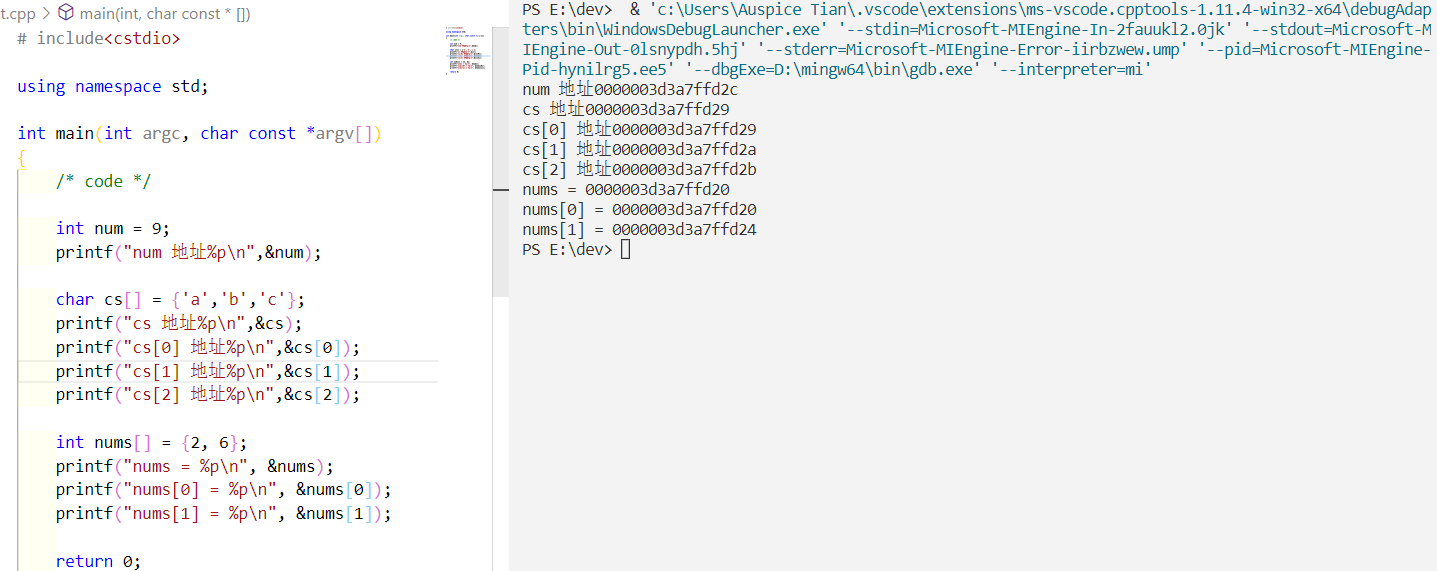 t.cpp > main(int, char const * [])
# include<cstdio>
using namespace std;
int main(int argc, char const *argv[])
{
/* code */
int num = 9;
printf("num 地址%p\n",&num);
char cs[] = {'a','b','c'};
printf("cs 地址%p\n",&cs);
printf("cs[0] 地址%p\n",&cs[0]);
printf("cs[1] 地址%p\n",&cs[1]);
printf("cs[2] 地址%p\n",&cs[2]);
int nums[] = {2, 6};
printf("nums = %p\n", &nums);
printf("nums[0] = %p\n", &nums[0]);
printf("nums[1] = %p\n", &nums[1]);
return 0;
PS E:\dev>  & 'c:\Users\Auspice Tian\.vscode\extensions\ms-vscode.cpptools-1.11.4-win32-x64\debugAdap
ters\bin\WindowsDebugLauncher.exe' '--stdin=Microsoft-MIEngine-In-2fauukl2.0jk' '--stdout=Microsoft-M
IEngine-Out-0lsnypdh.5hj' '--stderr=Microsoft-MIEngine-Error-iirbzwew.ump' '--pid=Microsoft-MIEngine-
Pid-hynilrg5.ee5' '--dbgExe=D:\mingw64\bin\gdb.exe' '--interpreter=mi'
num 地址0000003d3a7ffd2c
cs 地址0000003d3a7ffd29
cs[0] 地址0000003d3a7ffd29
cs[1] 地址0000003d3a7ffd2a
cs[2] 地址0000003d3a7ffd2b
nums = 0000003d3a7ffd20
nums[0] = 0000003d3a7ffd20
nums[1] = 0000003d3a7ffd24
PS E:\dev>